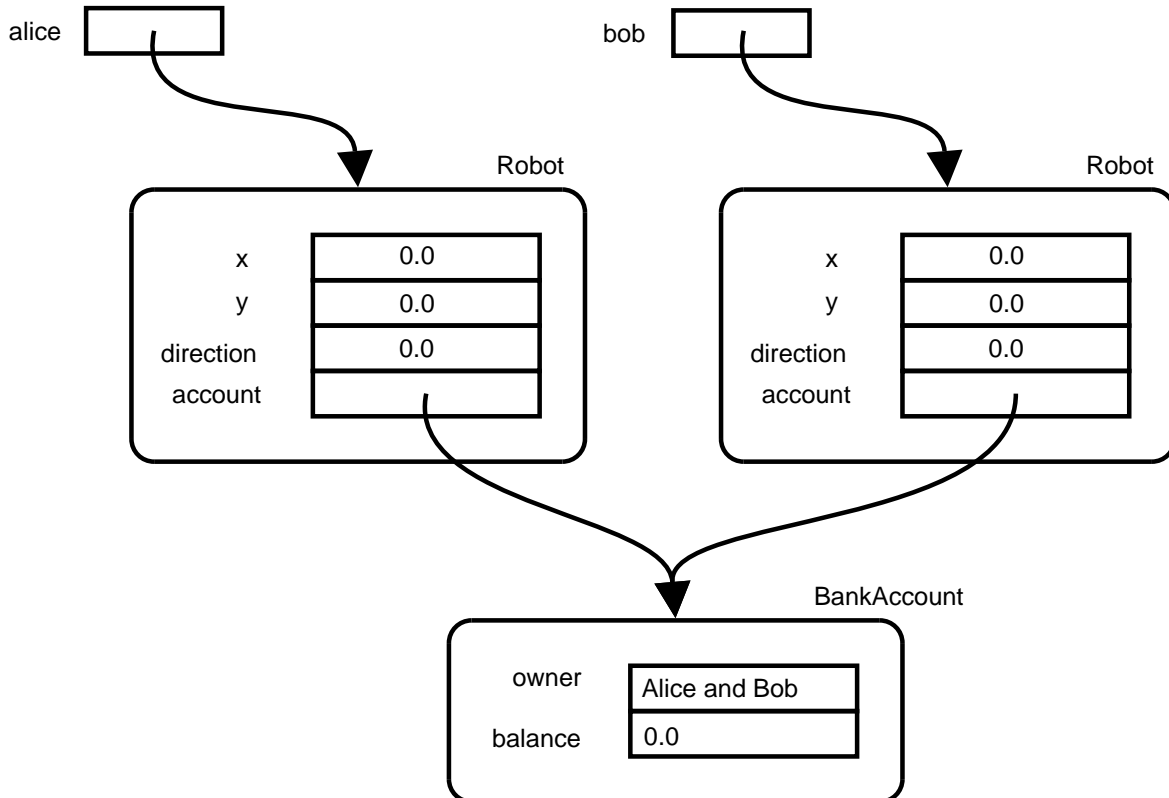 alice
bob
Robot
Robot
x 0.0
y 0.0
direction 0.0
account
x 0.0
y 0.0
direction 0.0
account
BankAccount
owner Alice and Bob
balance 0.0